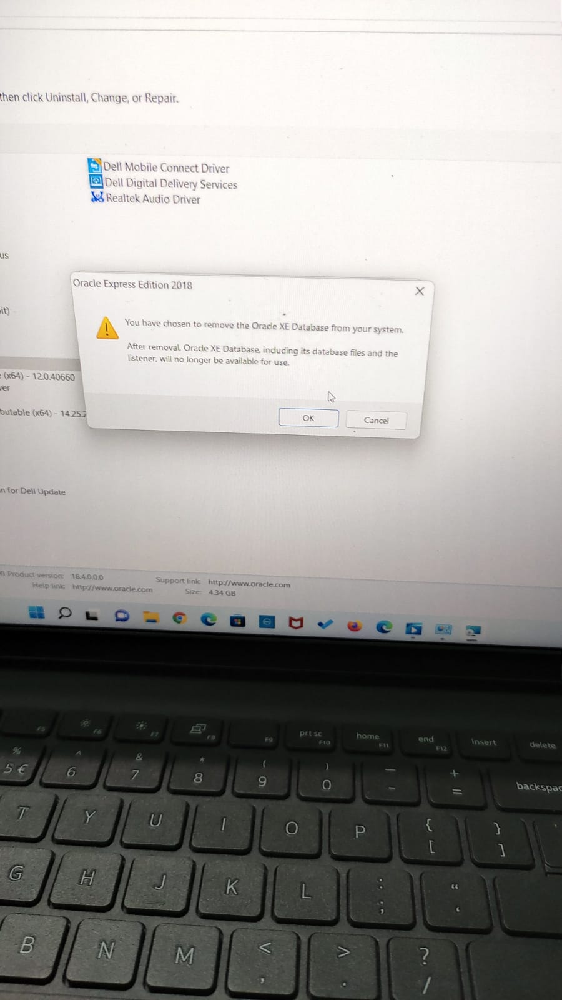 then click Uninstall, Change, or Repair.
Dell Mobile Connect Driver
Dell Digital Delivery Services
Realtek Audio Driver
us
it)
Oracle Express Edition 2018
You have chosen to remove the Oracle XE Database from your system.
After removal, Oracle XE Database, including its database files and the
listener, will no longer be available for use.
(x64) - 12.0.40660
ver
butable (x64) - 14.25.2
OK
Cancel
n for Dell Update
Product version: 18.4.0.0.0
Support link: http://www.oracle.com
Help link: http://www.oracle.com
Size: 4.34 GB
F5
F6
F7
F8
F9
prt sc
F10
home
F11
end
F12
insert
delete
%
5 €
^
6
&
7
*
8
(
9
)
0
_
-
+
=
backspac
T
Y
U
I
O
P
{
[
}
]
G
H
J
K
L
:
;
“
‘
B
N
M
<
,
>
.
?
/